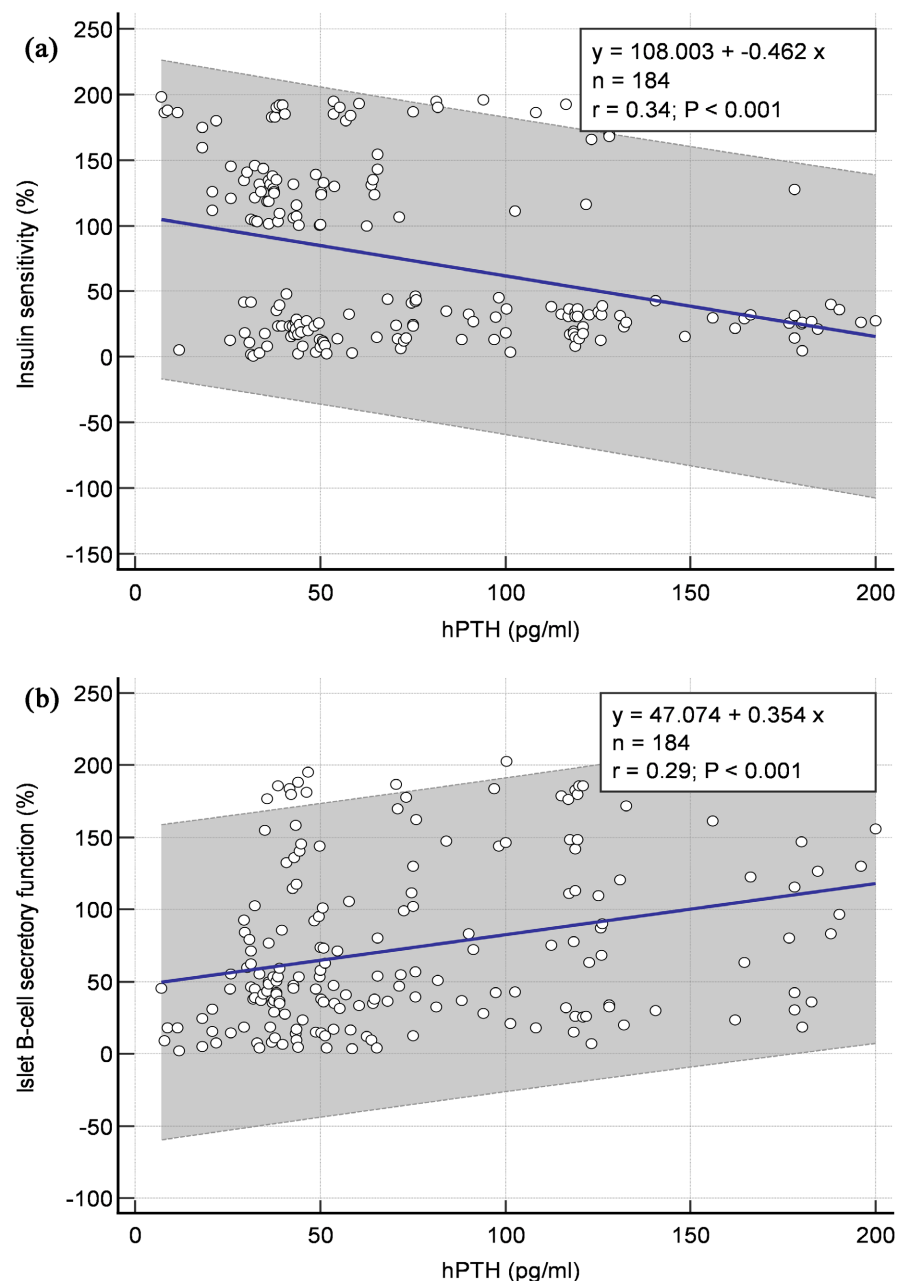 (a)
y = 108.003 + -0.462 x
n = 184
r = 0.34; P < 0.001
Insulin sensitivity (%)
250
200
150
100
50
0
-50
-100
-150
0 50 100 150 200
hPTH (pg/ml)
(b)
y = 47.074 + 0.354 x
n = 184
r = 0.29; P < 0.001
Islet B-cell secretory function (%)
250
200
150
100
50
0
-50
-100
0 50 100 150 200
hPTH (pg/ml)